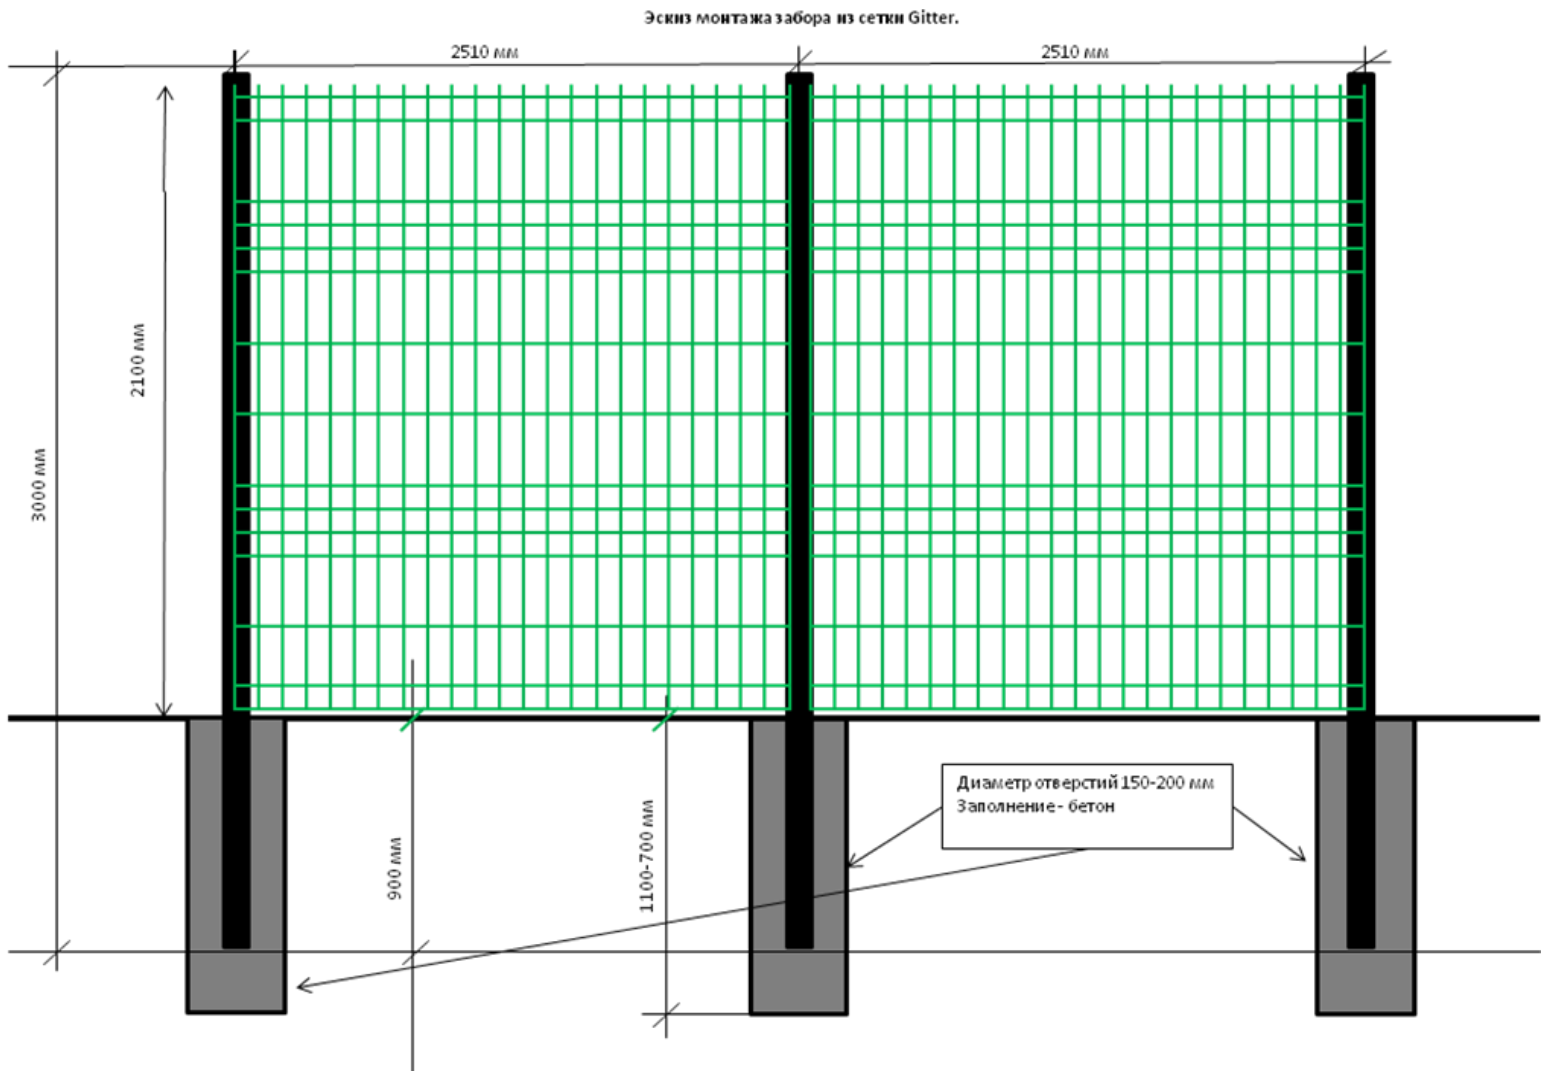 Эскиз монтажа забора из сетки Gitter.
2510 мм
2510 мм
2100 мм
3000 мм
Диаметр отверстий 150-200 мм
Заполнение - бетон
900 мм
1100-700 мм